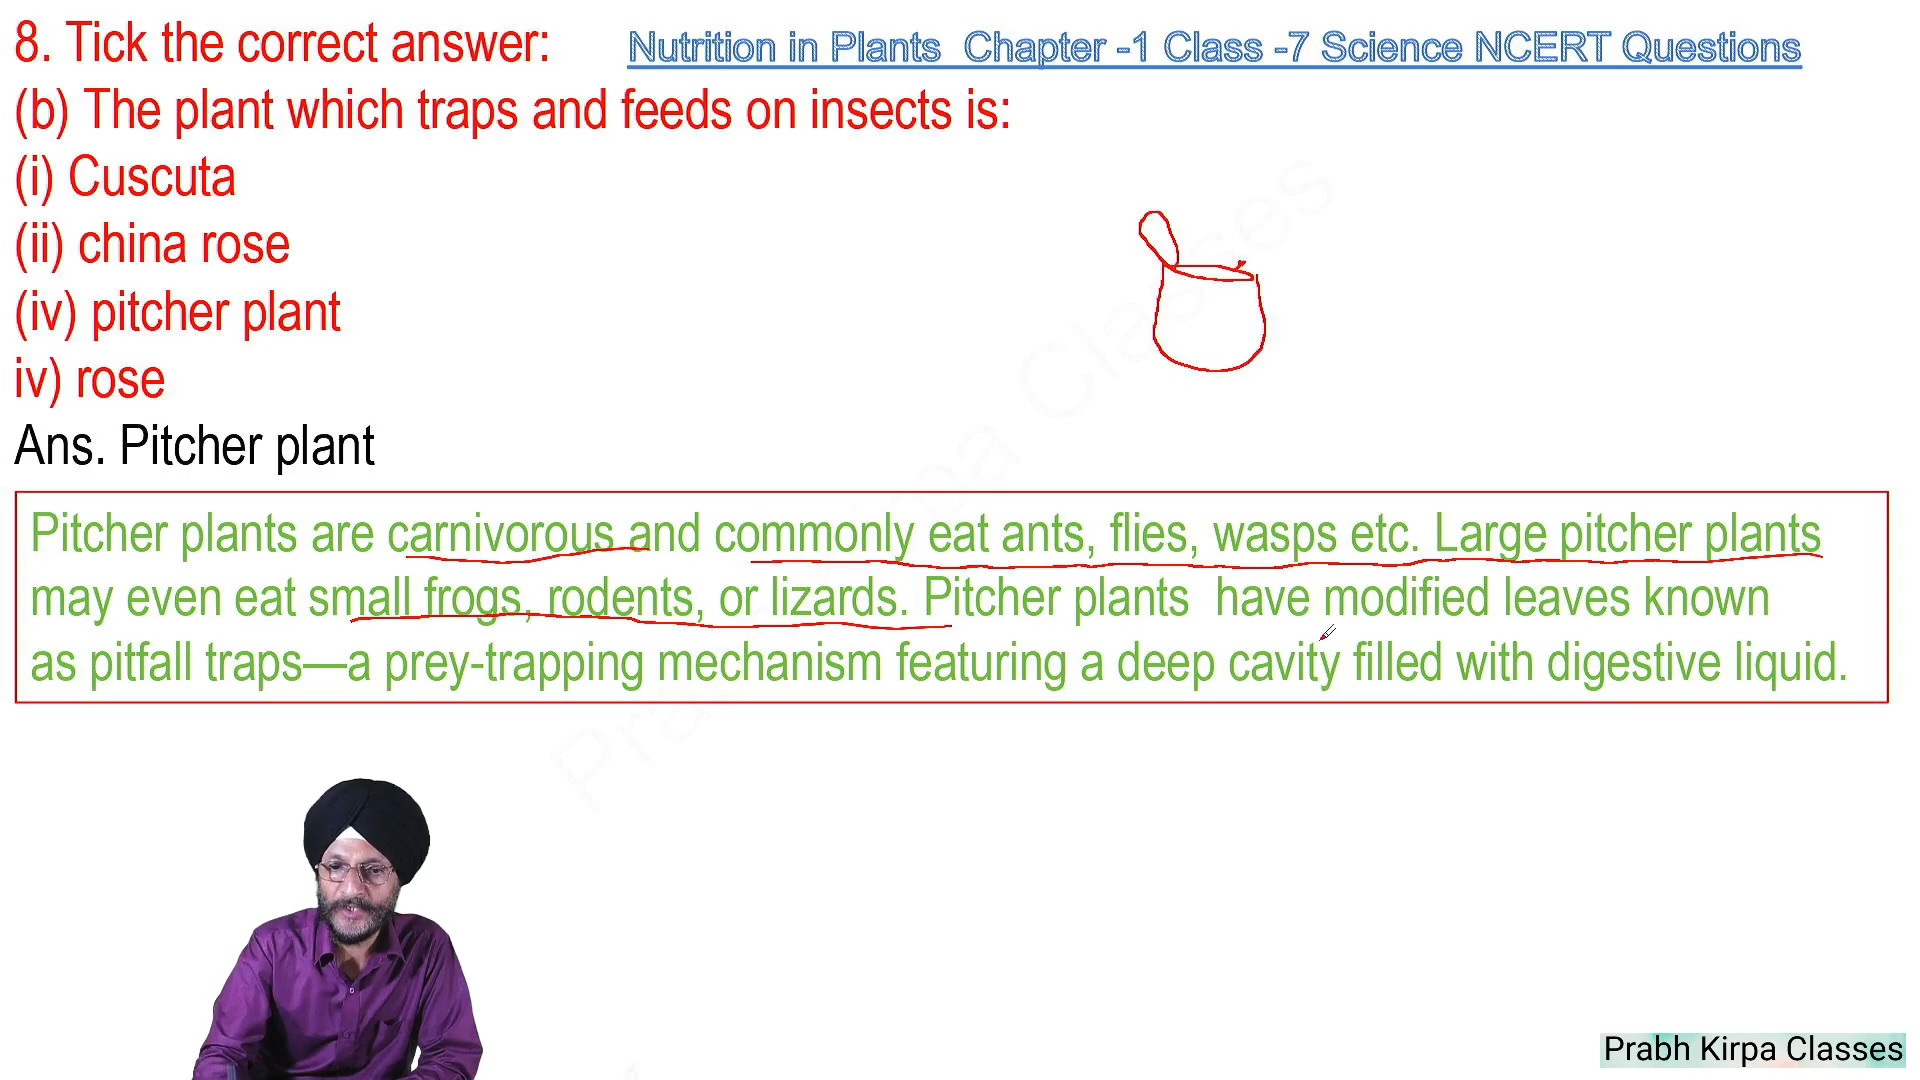 8. Tick the correct answer:
Nutrition in Plants Chapter -1 Class -7 Science NCERT Questions
(b) The plant which traps and feeds on insects is:
(i) Cuscuta
(ii) china rose
(iv) pitcher plant
iv) rose
Ans. Pitcher plant
Pitcher plants are carnivorous and commonly eat ants, flies, wasps etc. Large pitcher plants
may even eat small frogs, rodents, or lizards. Pitcher plants have modified leaves known
as pitfall traps—a prey-trapping mechanism featuring a deep cavity filled with digestive liquid.
Prabh Kirpa Classes
Prabh Kirpa Classes